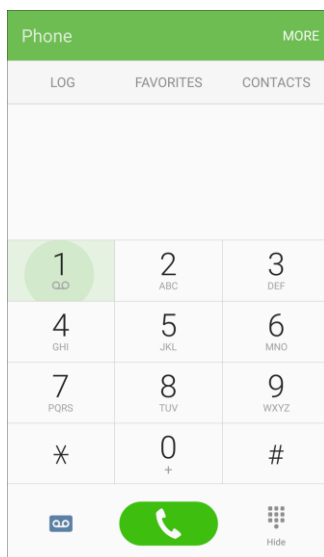 Phone MORE
LOG FAVORITES CONTACTS
1 2 3
ABC DEF
4 5 6
GHI JKL MNO
7 8 9
PQRS TUV WXYZ
* 0 #
+
Hide